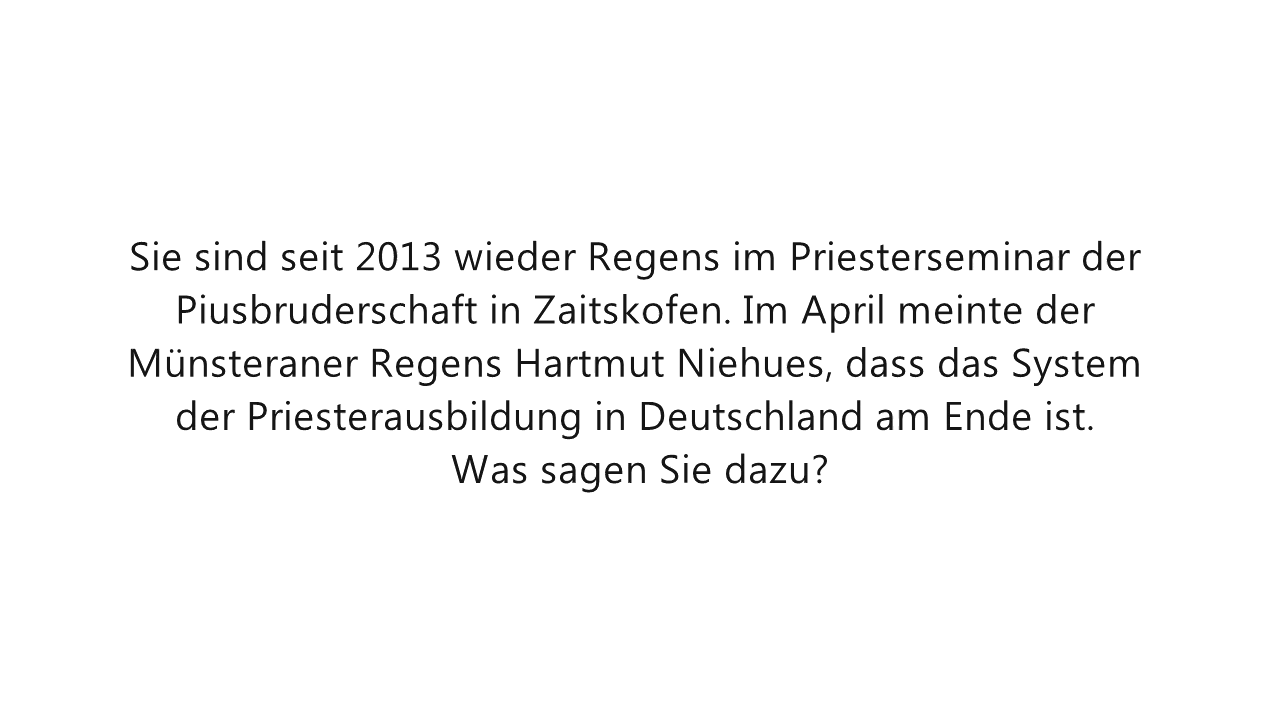 Sie sind seit 2013 wieder Regens im Priesterseminar der
Piusbruderschaft in Zaitskofen. Im April meinte der
Münsteraner Regens Hartmut Niehues, dass das System
der Priesterausbildung in Deutschland am Ende ist.
Was sagen Sie dazu?